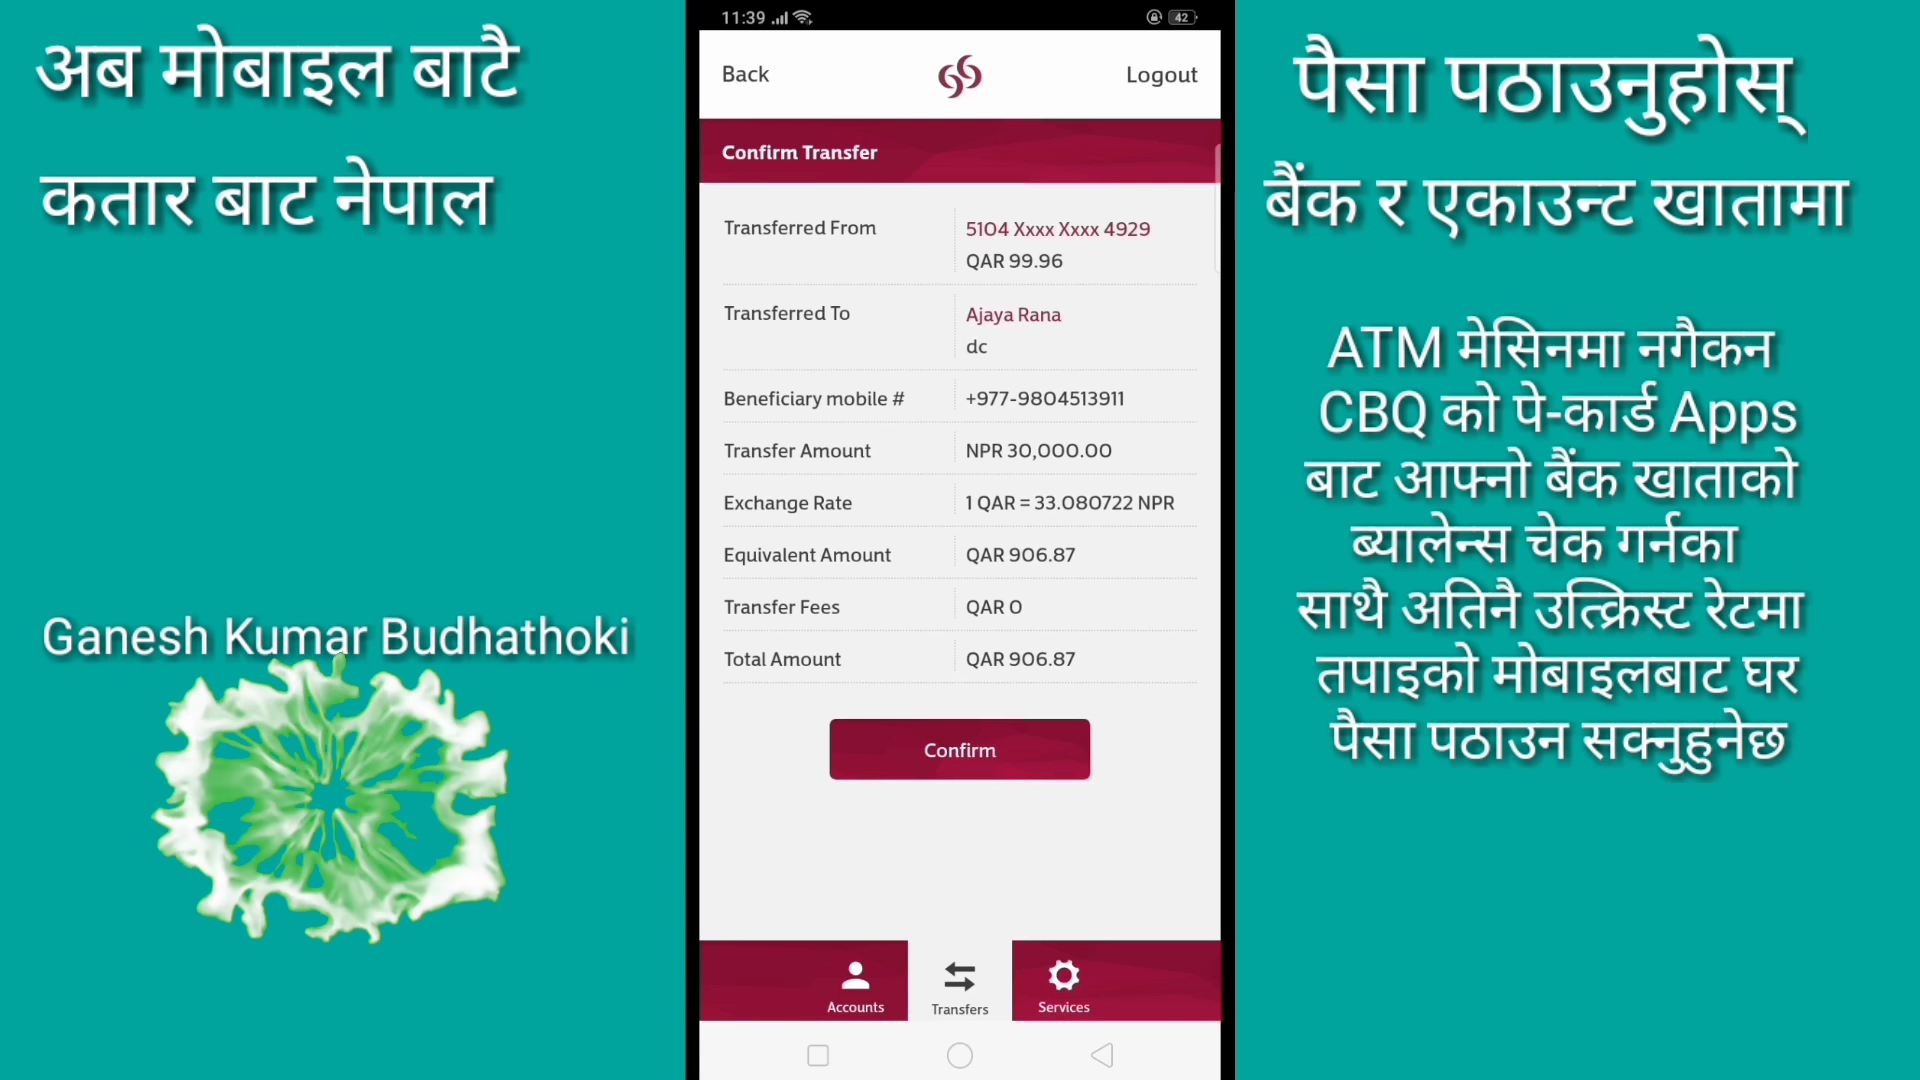 अब मोबाइल बाटै
कतार बाट नेपाल
Ganesh Kumar Budhathoki
11:39
42
Back
Logout
Confirm Transfer
Transferred From
5104 Xxxx Xxxx 4929
QAR 99.96
Transferred To
Ajaya Rana
dc
Beneficiary mobile #
+977-9804513911
Transfer Amount
NPR 30,000.00
Exchange Rate
1 QAR = 33.080722 NPR
Equivalent Amount
QAR 906.87
Transfer Fees
QAR 0
Total Amount
QAR 906.87
Confirm
Accounts
Transfers
Services
पैसा पठाउनुहोस्
बैंक र एकाउन्ट खातामा
ATM मेसिनमा नगैकन
CBQ को पे-कार्ड Apps
बाट आफ्नो बैंक खाताको
ब्यालेन्स चेक गर्नका
साथै अतिनै उत्क्रिस्ट रेटमा
तपाइको मोबाइलबाट घर
पैसा पठाउन सक्नुहुनेछ